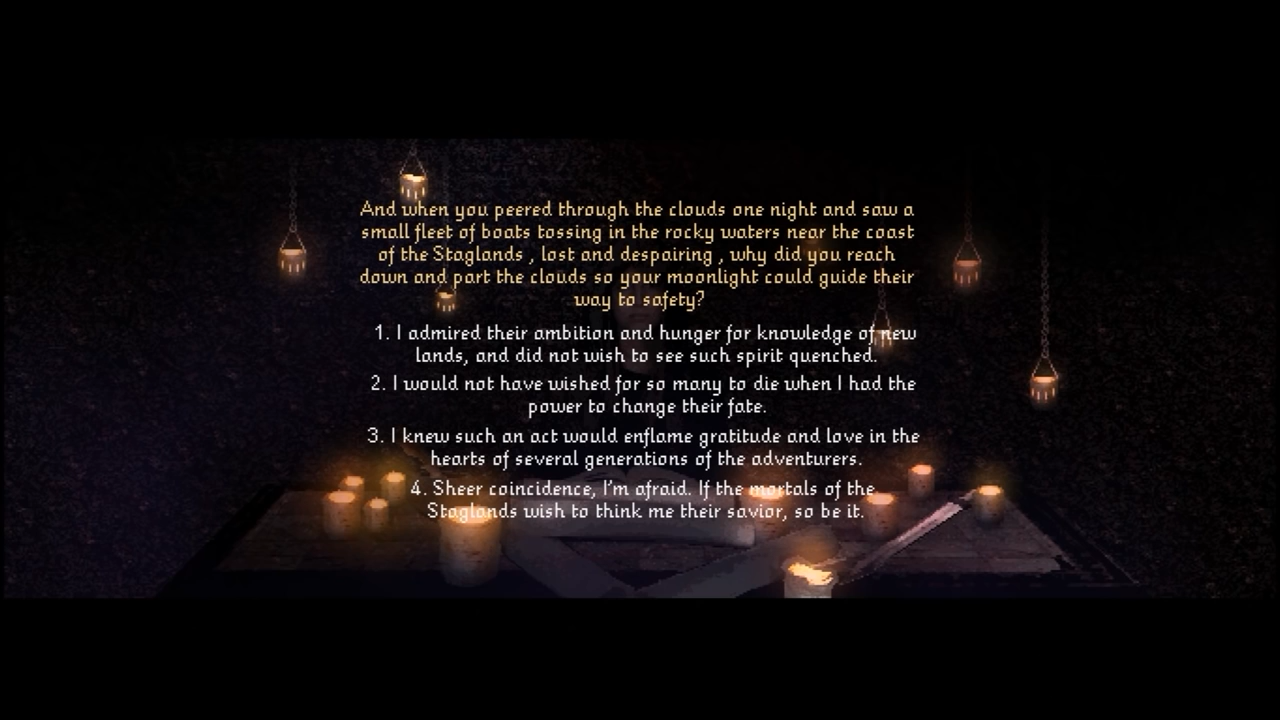 And when you peered through the clouds one night and saw a
small fleet of boats tossing in the rocky waters near the coast
of the Staglands , lost and despairing , why did you reach
down and part the clouds so your moonlight could guide their
way to safety?
1. I admired their ambition and hunger for knowledge of new
lands, and did not wish to see such spirit quenched.
2. I would not have wished for so many to die when I had the
power to change their fate.
3. I knew such an act would enflame gratitude and love in the
hearts of several generations of the adventurers.
4. Sheer coincidence, I'm afraid. If the mortals of the
Staglands wish to think me their savior, so be it.